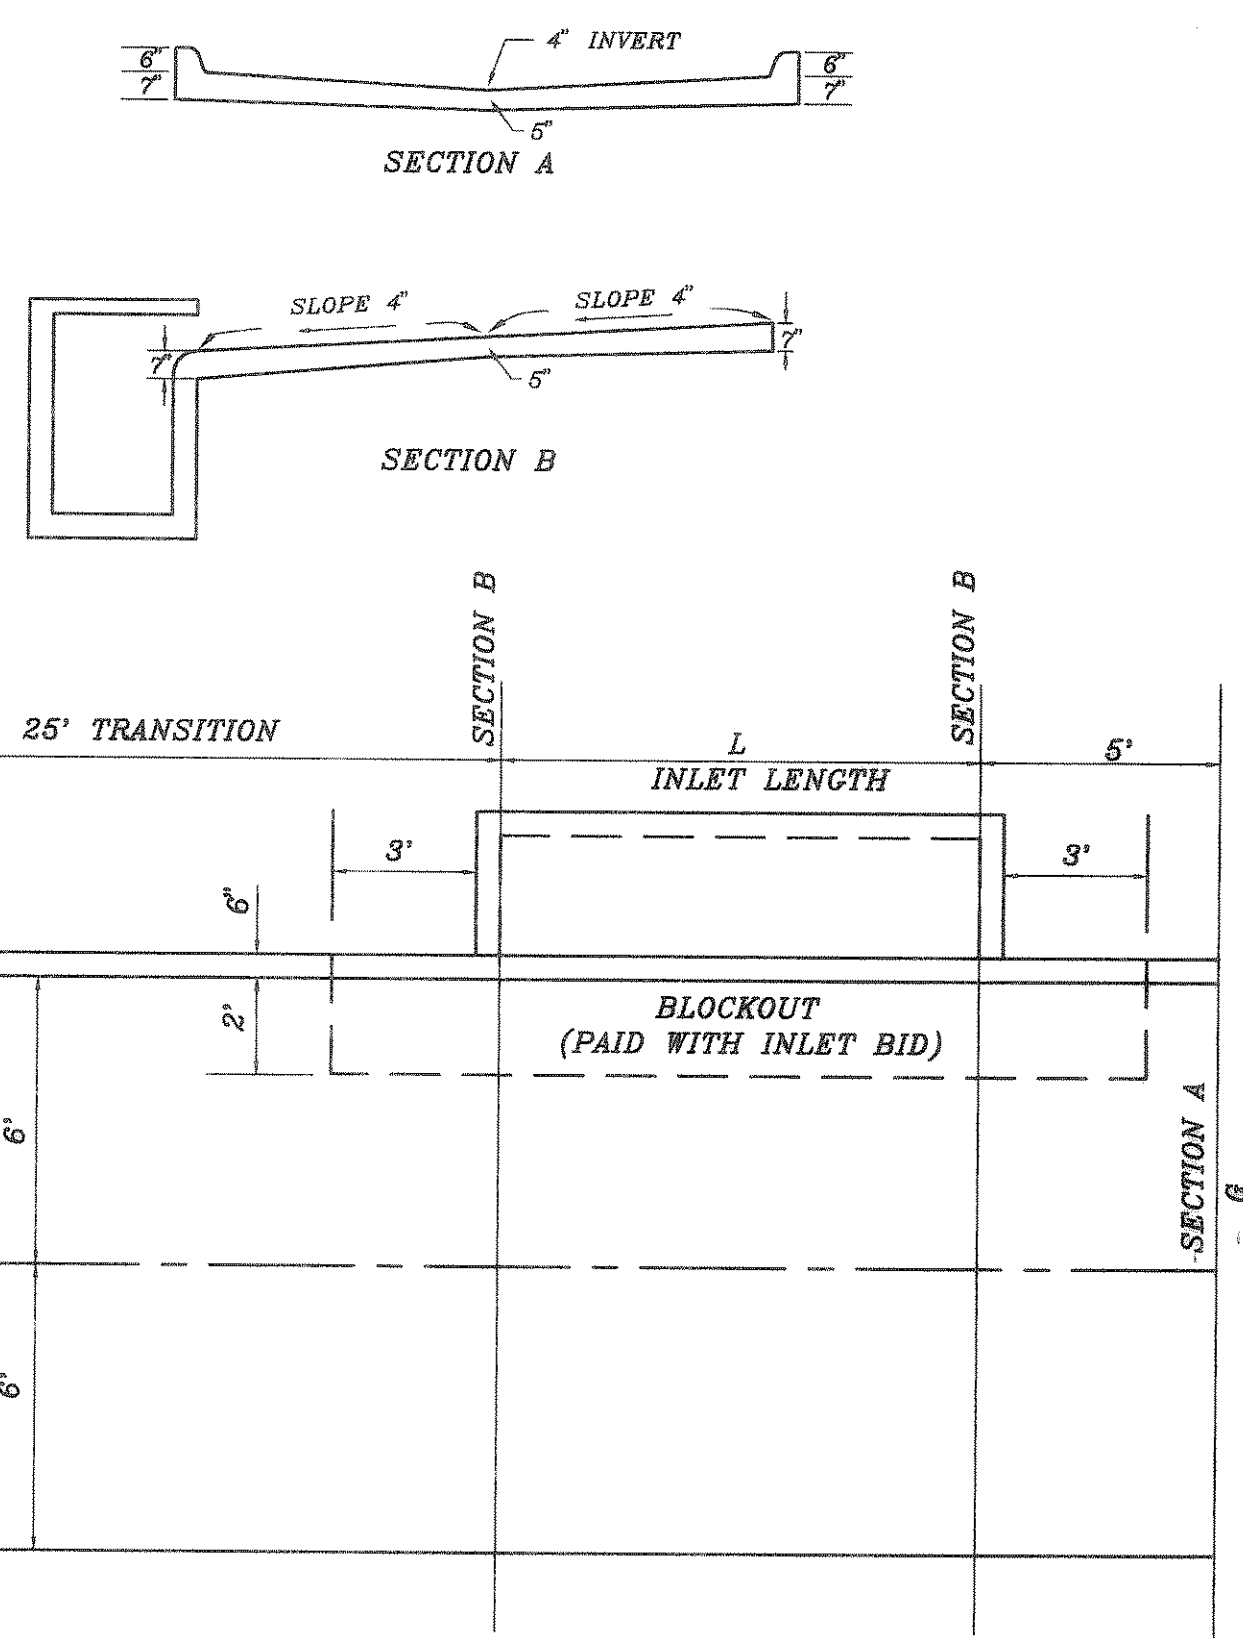 4" INVERT
6"
7"
6"
7"
5"
SECTION A
SLOPE 4"
SLOPE 4"
7"
7"
5"
SECTION B
SECTION B
SECTION B
25' TRANSITION
L
INLET LENGTH
5'
3'
3'
6"
2'
BLOCKOUT
(PAID WITH INLET BID)
6'
SECTION A
6'